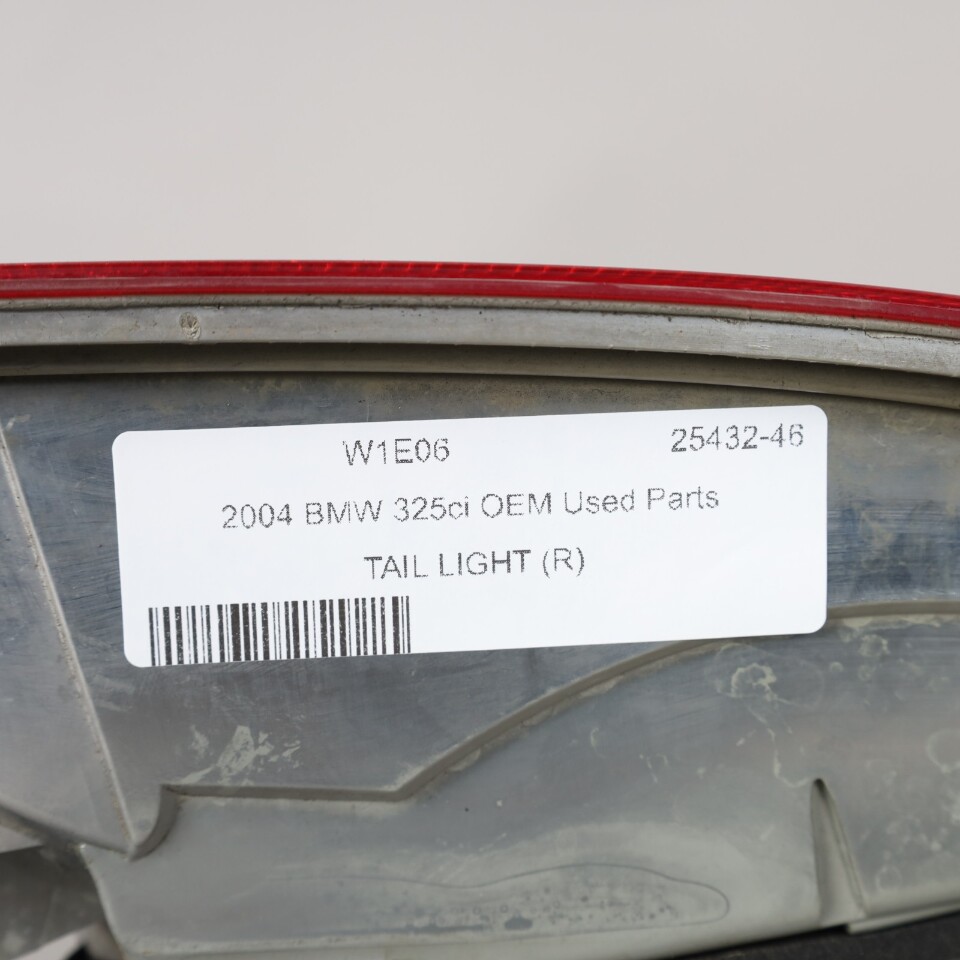 W1E06 25432-46
2004 BMW 325ci OEM Used Parts
TAIL LIGHT (R)